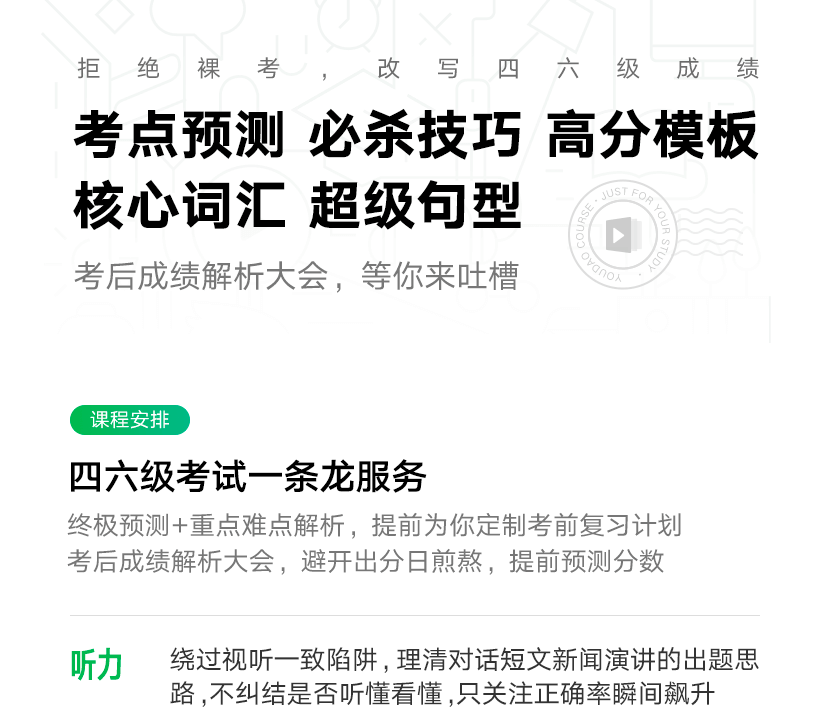 拒绝裸考，改写四六级成绩
考点预测 必杀技巧 高分模板
核心词汇 超级句型
YOUDAO COURSE · JUST FOR YOUR STUDY ·
考后成绩解析大会，等你来吐槽
课程安排
四六级考试一条龙服务
终极预测+重点难点解析，提前为你定制考前复习计划
考后成绩解析大会，避开出分日煎熬，提前预测分数
听力
绕过视听一致陷阱,理清对话短文新闻演讲的出题思
路,不纠结是否听懂看懂,只关注正确率瞬间飙升